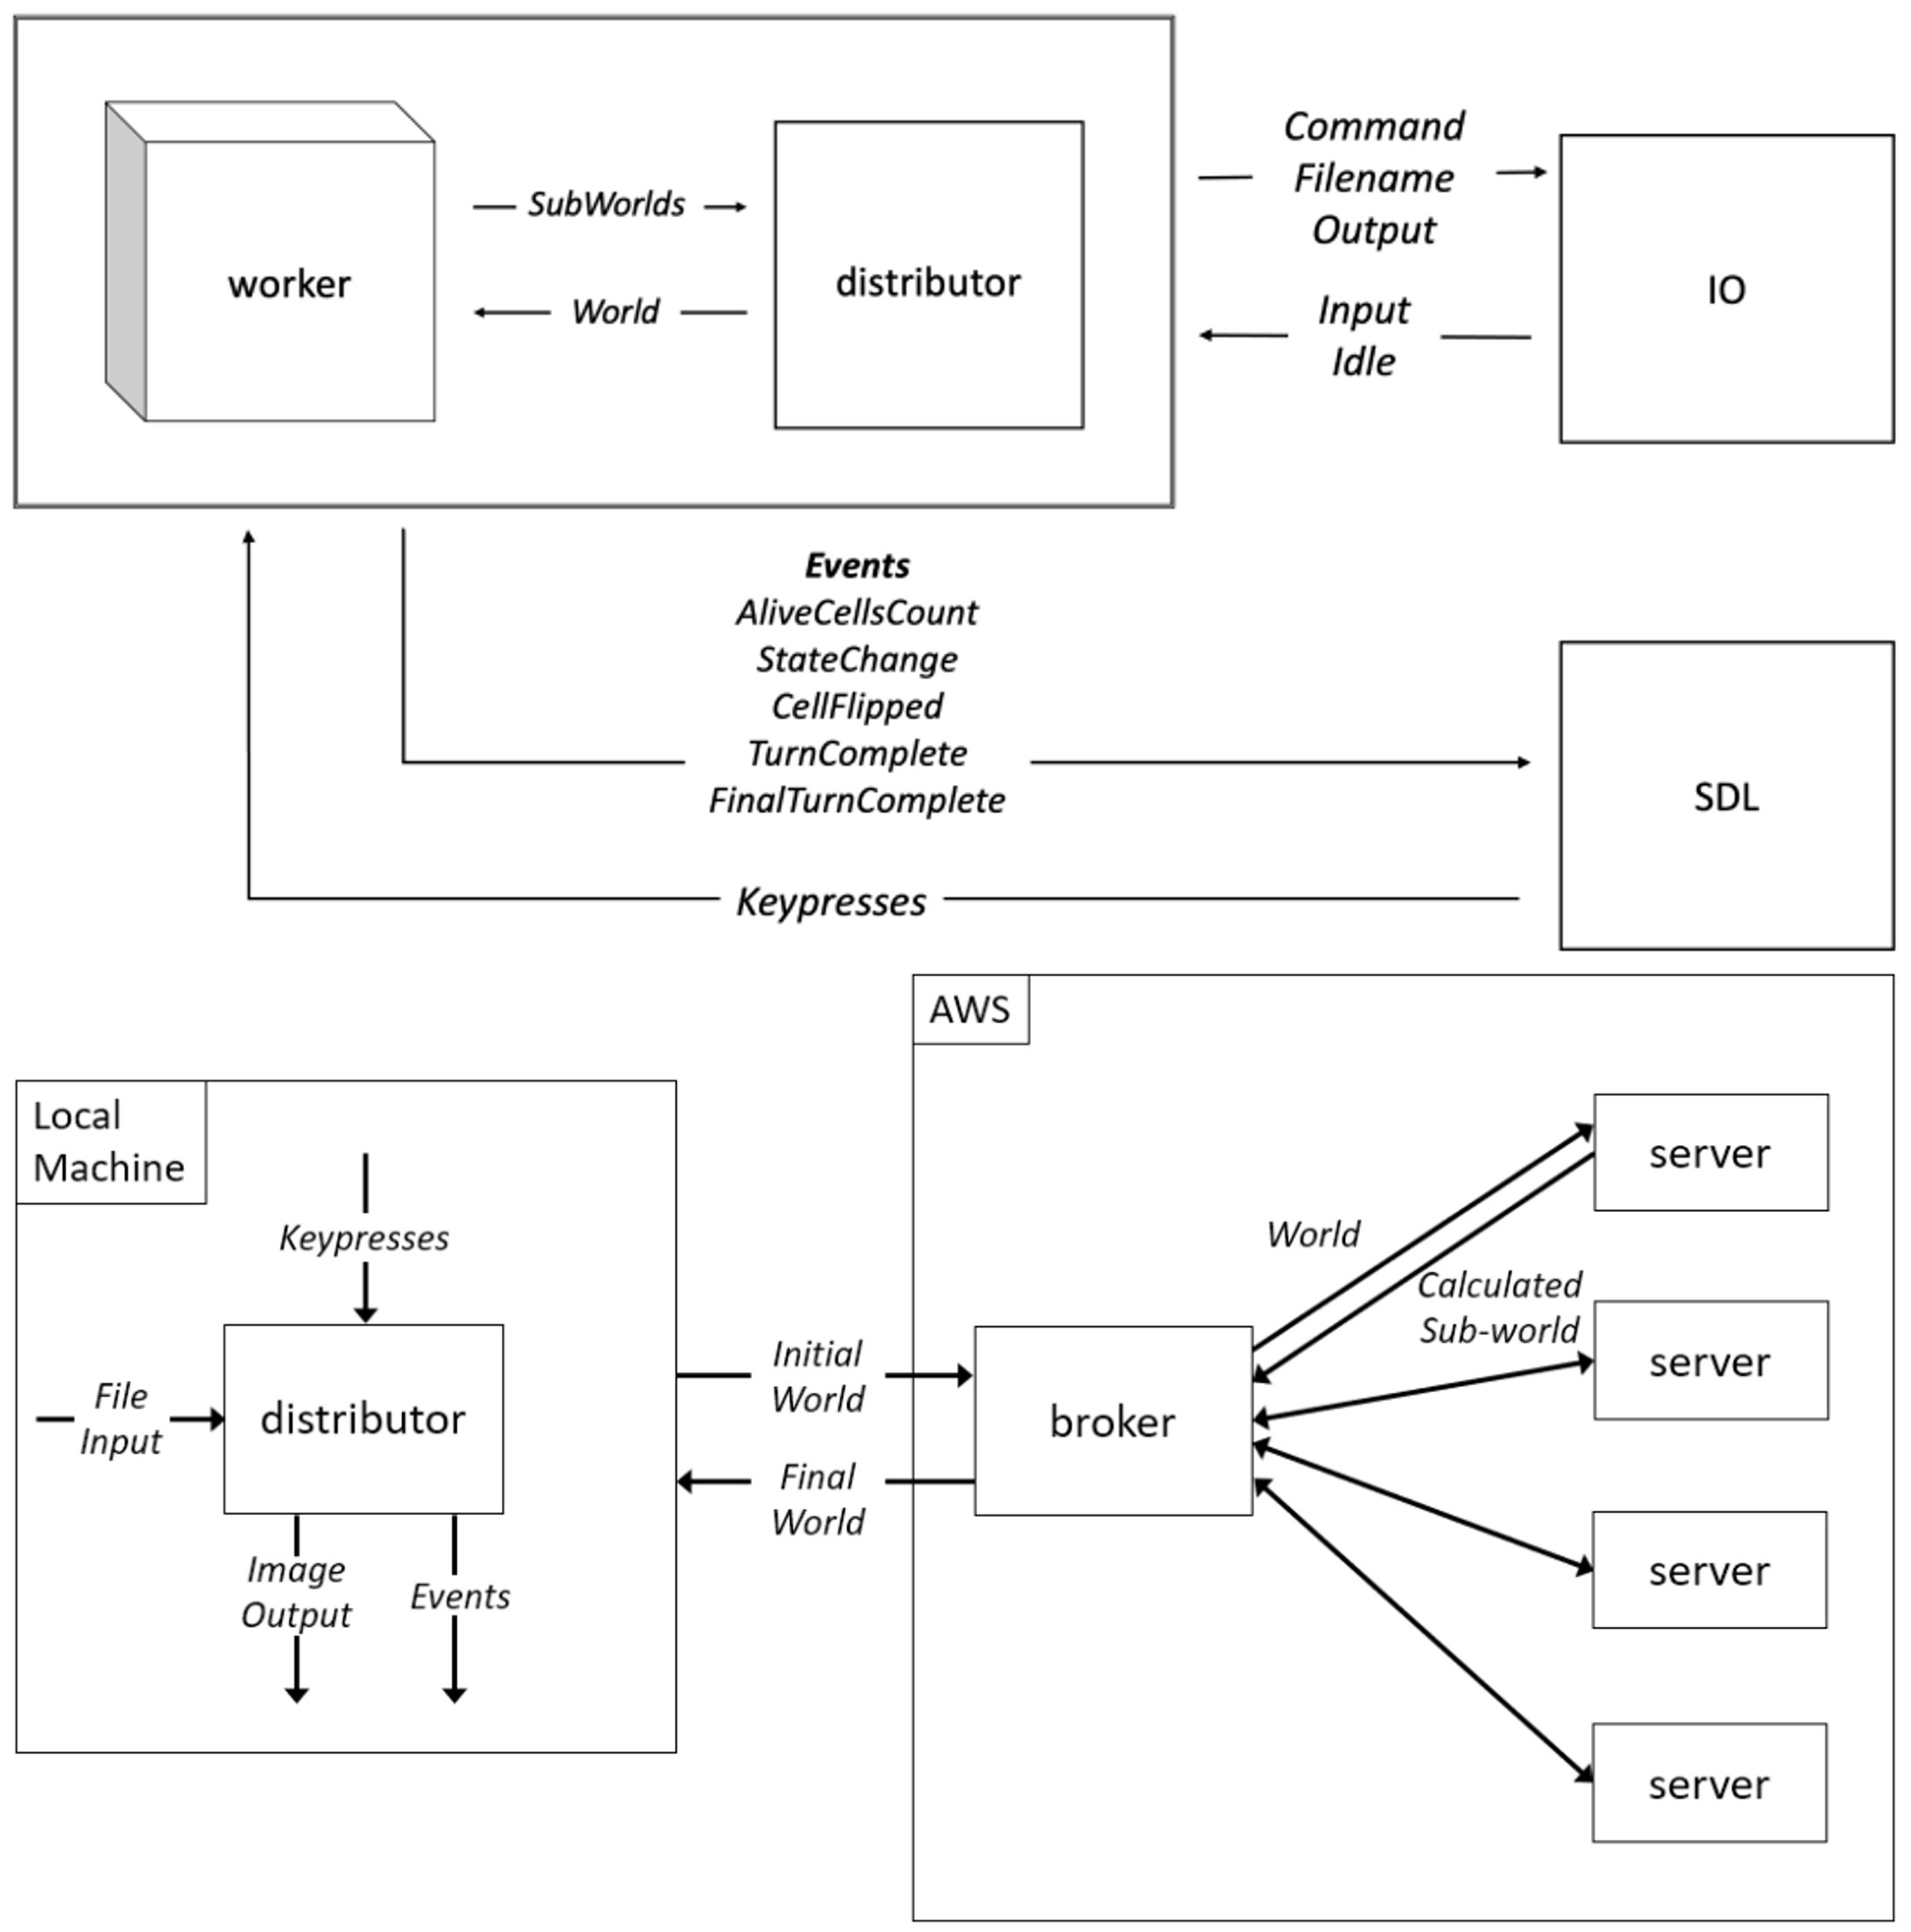 worker
SubWorlds
World
distributor
Command
Filename
Output
Input
Idle
IO
Events
AliveCellsCount
StateChange
CellFlipped
TurnComplete
FinalTurnComplete
SDL
Keypresses
Local
Machine
Keypresses
File
Input
distributor
Image
Output
Events
Initial
World
Final
World
AWS
broker
World
Calculated
Sub-world
server
server
server
server